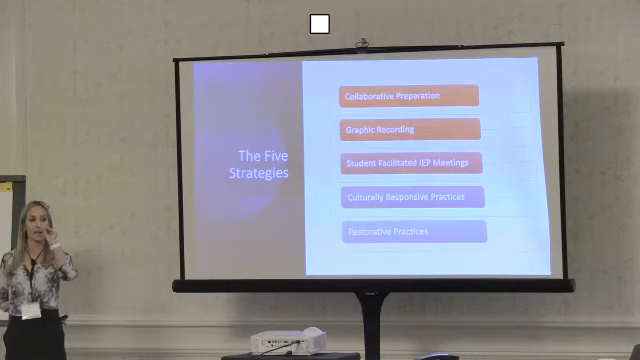 The Five
Strategies
Collaborative Preparation
Graphic Recording
Student Facilitated IEP Meetings
Culturally Responsive Practices
Restorative Practices